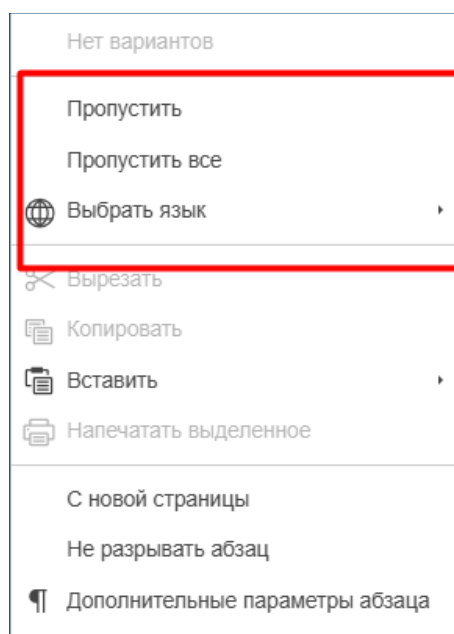 Нет вариантов
Пропустить
Пропустить все
Выбрать язык
Вырезать
Копировать
Вставить
Напечатать выделенное
С новой страницы
Не разрывать абзац
Дополнительные параметры абзаца